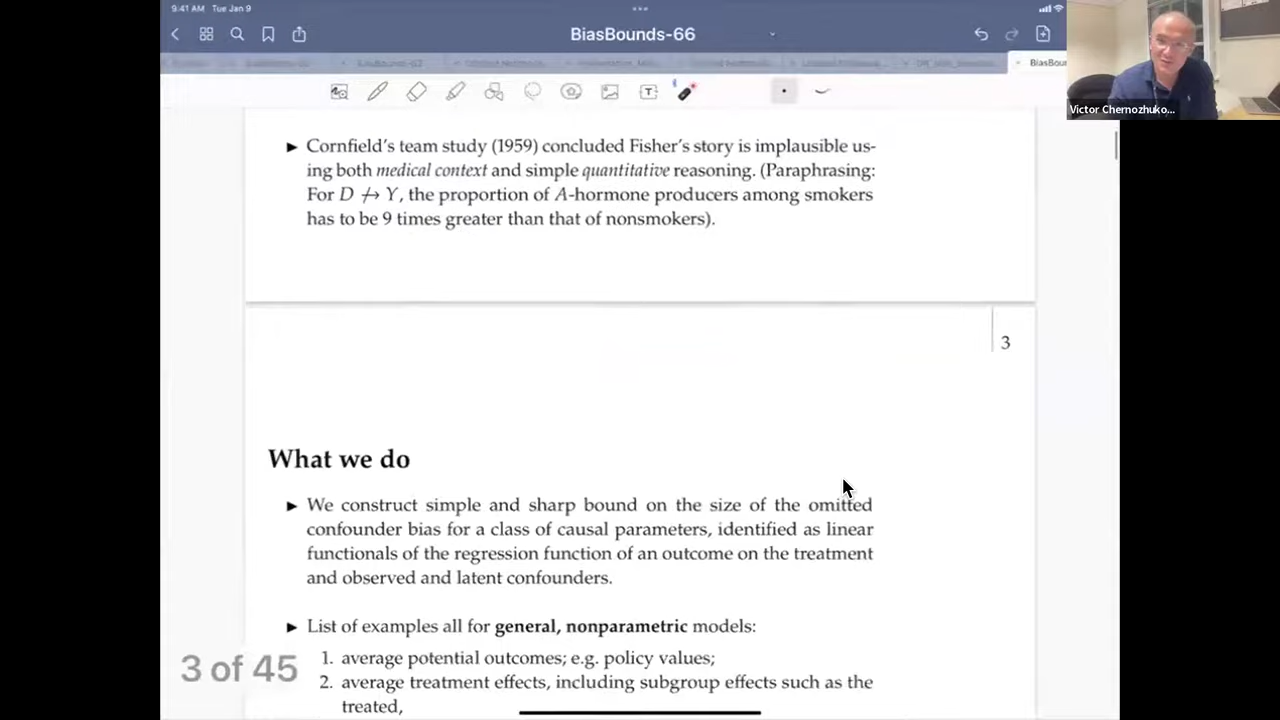 9:41 AM Tue Jan 9
BiasBounds-66
BiasBou
T
Victor Chernozhuko...
► Cornfield's team study (1959) concluded Fisher's story is implausible us-
ing both medical context and simple quantitative reasoning. (Paraphrasing:
For D ↛ Y, the proportion of A-hormone producers among smokers
has to be 9 times greater than that of nonsmokers).
3
What we do
► We construct simple and sharp bound on the size of the omitted
confounder bias for a class of causal parameters, identified as linear
functionals of the regression function of an outcome on the treatment
and observed and latent confounders.
► List of examples all for general, nonparametric models:
1. average potential outcomes; e.g. policy values;
2. average treatment effects, including subgroup effects such as the
treated,
3 of 45